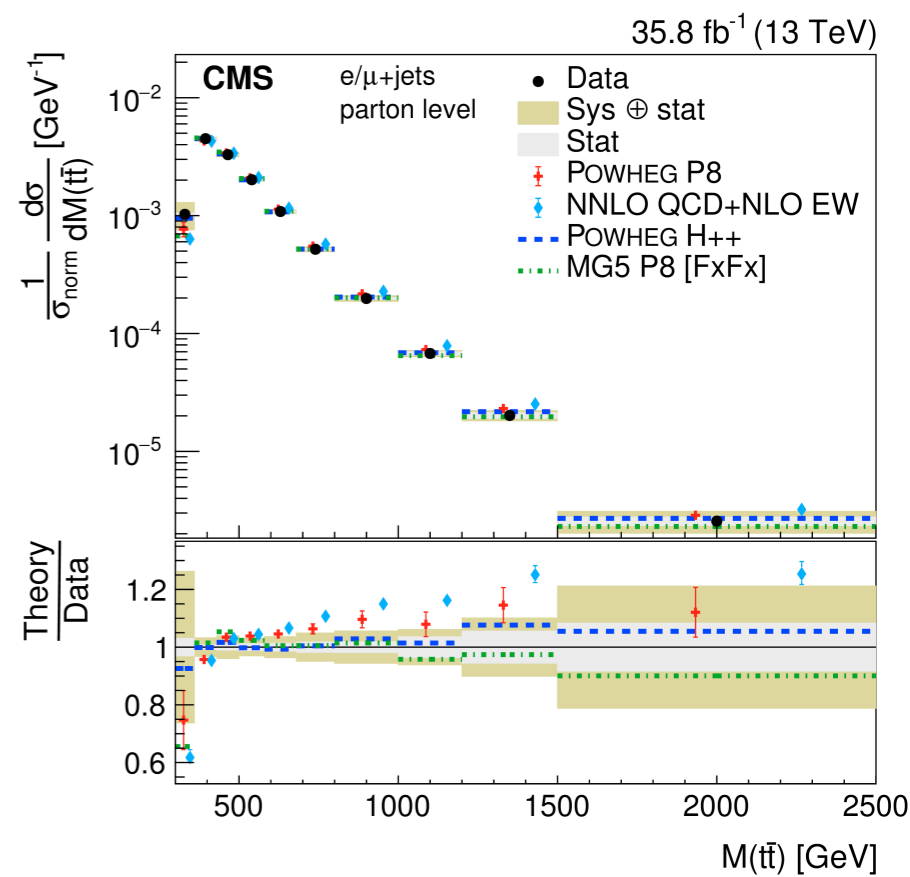 35.8 fb⁻¹ (13 TeV)
CMS
e/μ+jets
parton level
Data
Sys ⊕ stat
Stat
POWHEG P8
NNLO QCD+NLO EW
POWHEG H++
MG5 P8 [FxFx]
1/σnorm dσ/dM(tt̄) [GeV⁻¹]
10⁻²
10⁻³
10⁻⁴
10⁻⁵
Theory
Data
1.2
1
0.8
0.6
500 1000 1500 2000 2500
M(tt̄) [GeV]